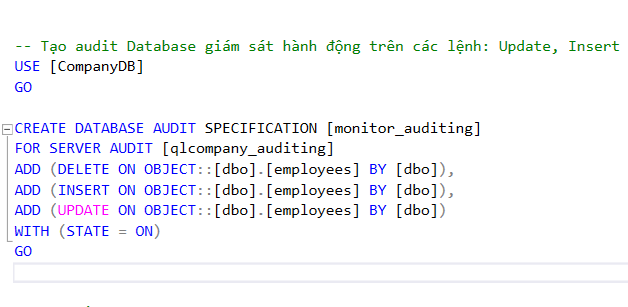 -- Tạo audit Database giám sát hành động trên các lệnh: Update, Insert
USE [CompanyDB]
GO
CREATE DATABASE AUDIT SPECIFICATION [monitor_auditing]
FOR SERVER AUDIT [qlcompany_auditing]
ADD (DELETE ON OBJECT::[dbo].[employees] BY [dbo]),
ADD (INSERT ON OBJECT::[dbo].[employees] BY [dbo]),
ADD (UPDATE ON OBJECT::[dbo].[employees] BY [dbo])
WITH (STATE = ON)
GO